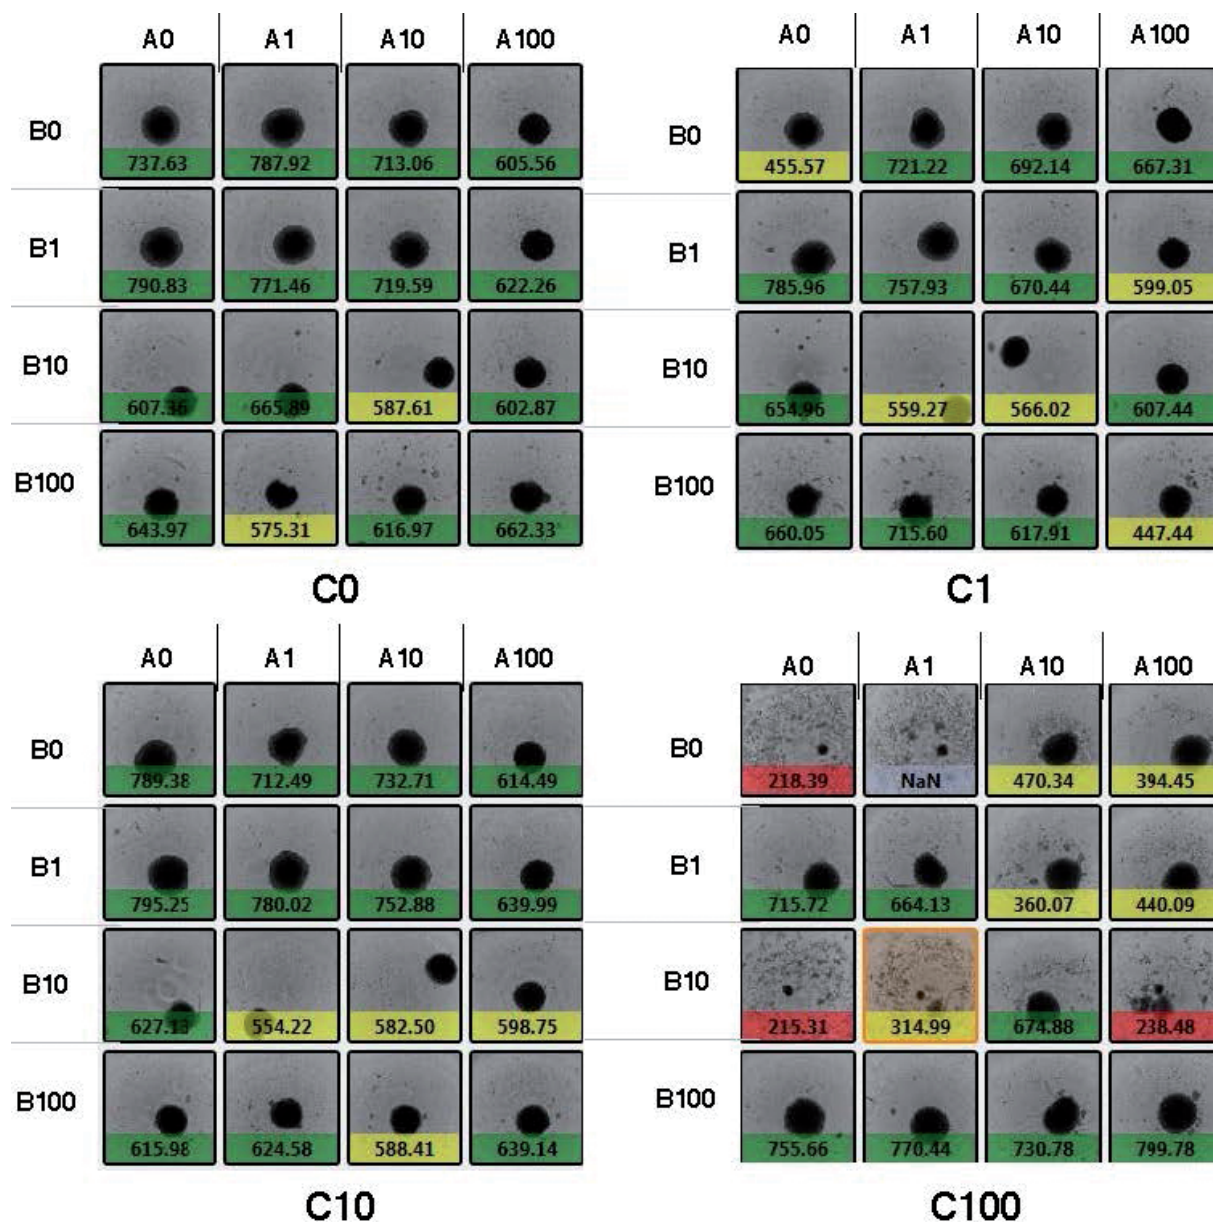 A0 A1 A10 A100
B0 737.63 787.92 713.06 605.56
B1 790.83 771.46 719.59 622.26
B10 607.36 665.89 587.61 602.87
B100 643.97 575.31 616.97 662.33
C0
A0 A1 A10 A100
B0 455.57 721.22 692.14 667.31
B1 785.96 757.93 670.44 599.05
B10 654.96 559.27 566.02 607.44
B100 660.05 715.60 617.91 447.44
C1
A0 A1 A10 A100
B0 789.38 712.49 732.71 614.49
B1 795.25 780.02 752.88 639.99
B10 627.13 554.22 582.50 598.75
B100 615.98 624.58 588.41 639.14
C10
A0 A1 A10 A100
B0 218.39 NaN 470.34 394.45
B1 715.72 664.13 360.07 440.09
B10 215.31 314.99 674.88 238.48
B100 755.66 770.44 730.78 799.78
C100